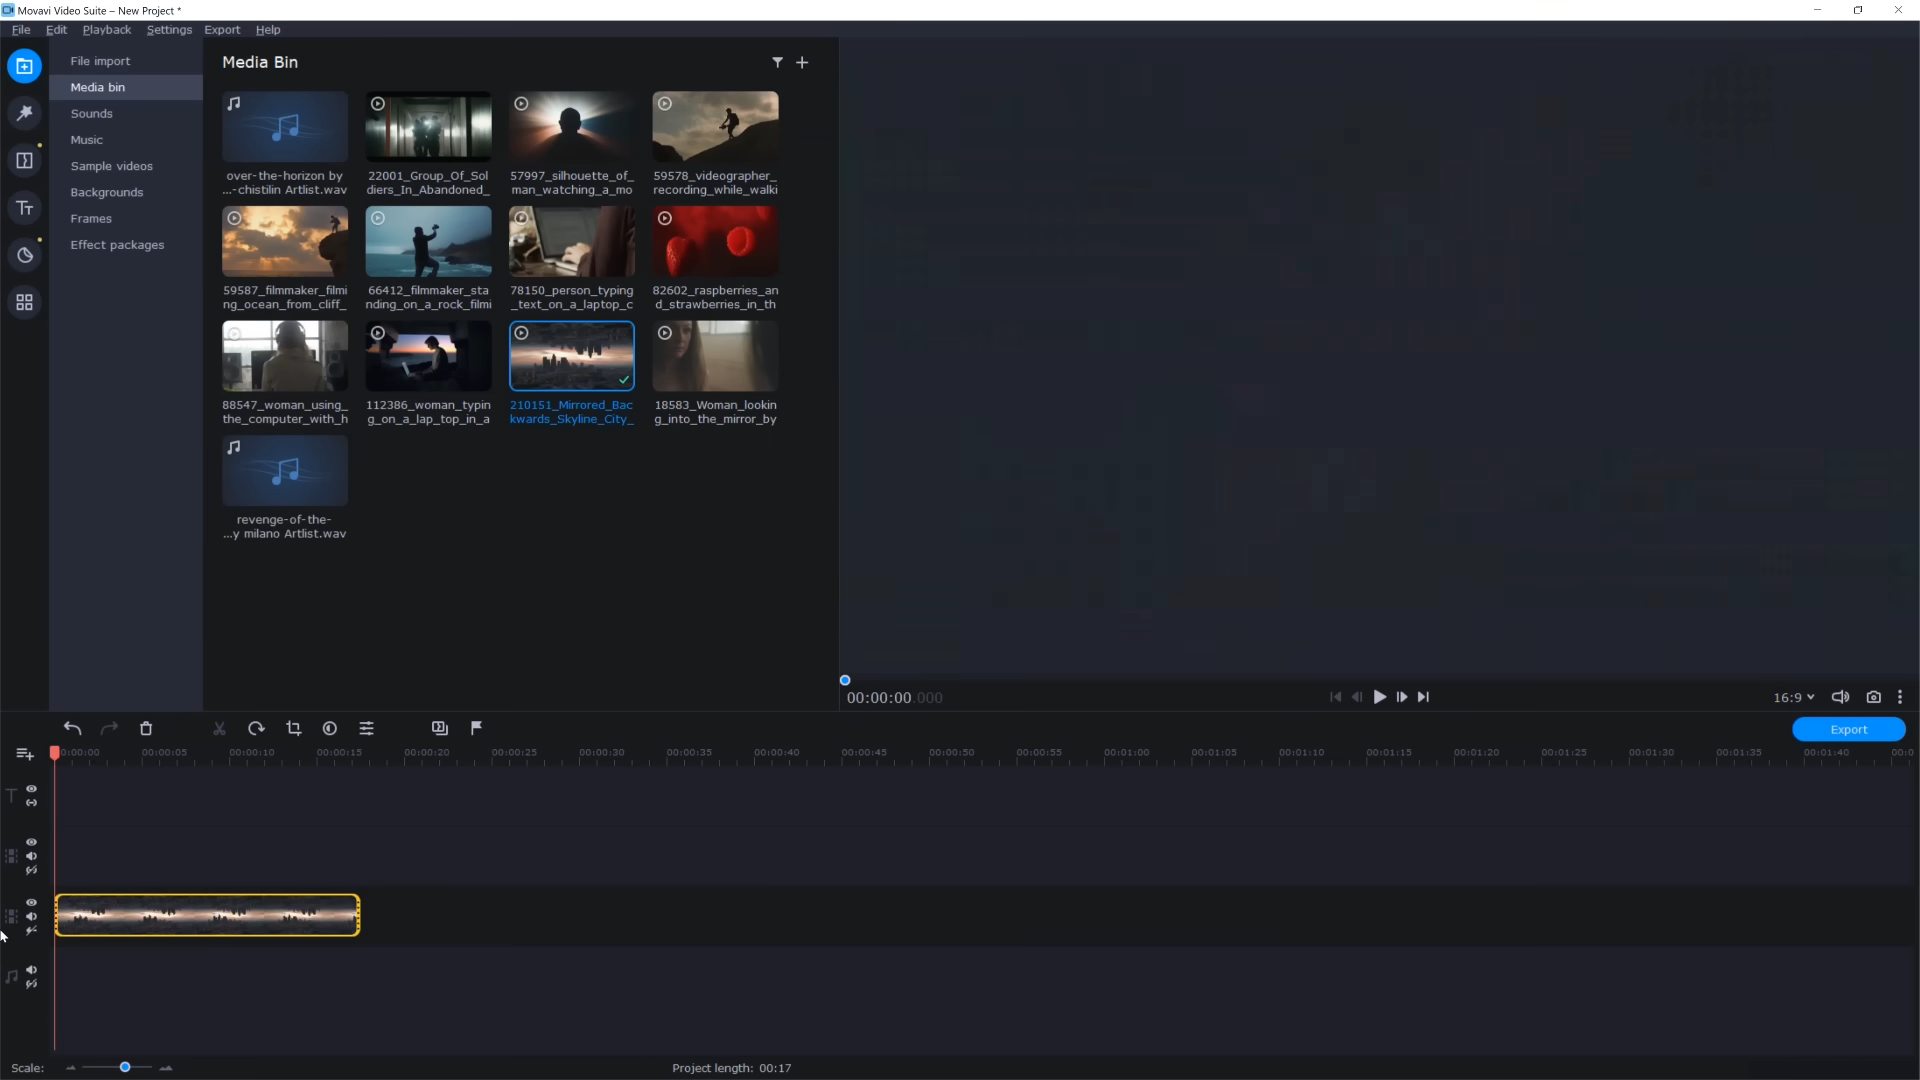 Movavi Video Suite – New Project *
File Edit Playback Settings Export Help
File import
Media bin
Sounds
Music
Sample videos
Backgrounds
Frames
Effect packages
Media Bin
over-the-horizon by
...-chistilin Artlist.wav
22001_Group_Of_Sol
diers_In_Abandoned_
57997_silhouette_of_
man_watching_a_mo
59578_videographer_
recording_while_walki
59587_filmmaker_filmi
ng_ocean_from_cliff_
66412_filmmaker_sta
nding_on_a_rock_filmi
78150_person_typing
_text_on_a_laptop_c
82602_raspberries_an
d_strawberries_in_th
88547_woman_using_
the_computer_with_h
112386_woman_typin
g_on_a_lap_top_in_a
210151_Mirrored_Bac
kwards_Skyline_City_
18583_Woman_lookin
g_into_the_mirror_by
revenge-of-the-
...y milano Artlist.wav
00:00:00.000
16:9
Export
0:00:00 00:00:05 00:00:10 00:00:15 00:00:20 00:00:25 00:00:30 00:00:35 00:00:40 00:00:45 00:00:50 00:00:55 00:01:00 00:01:05 00:01:10 00:01:15 00:01:20 00:01:25 00:01:30 00:01:35 00:01:40 00:0
Scale:
Project length: 00:17